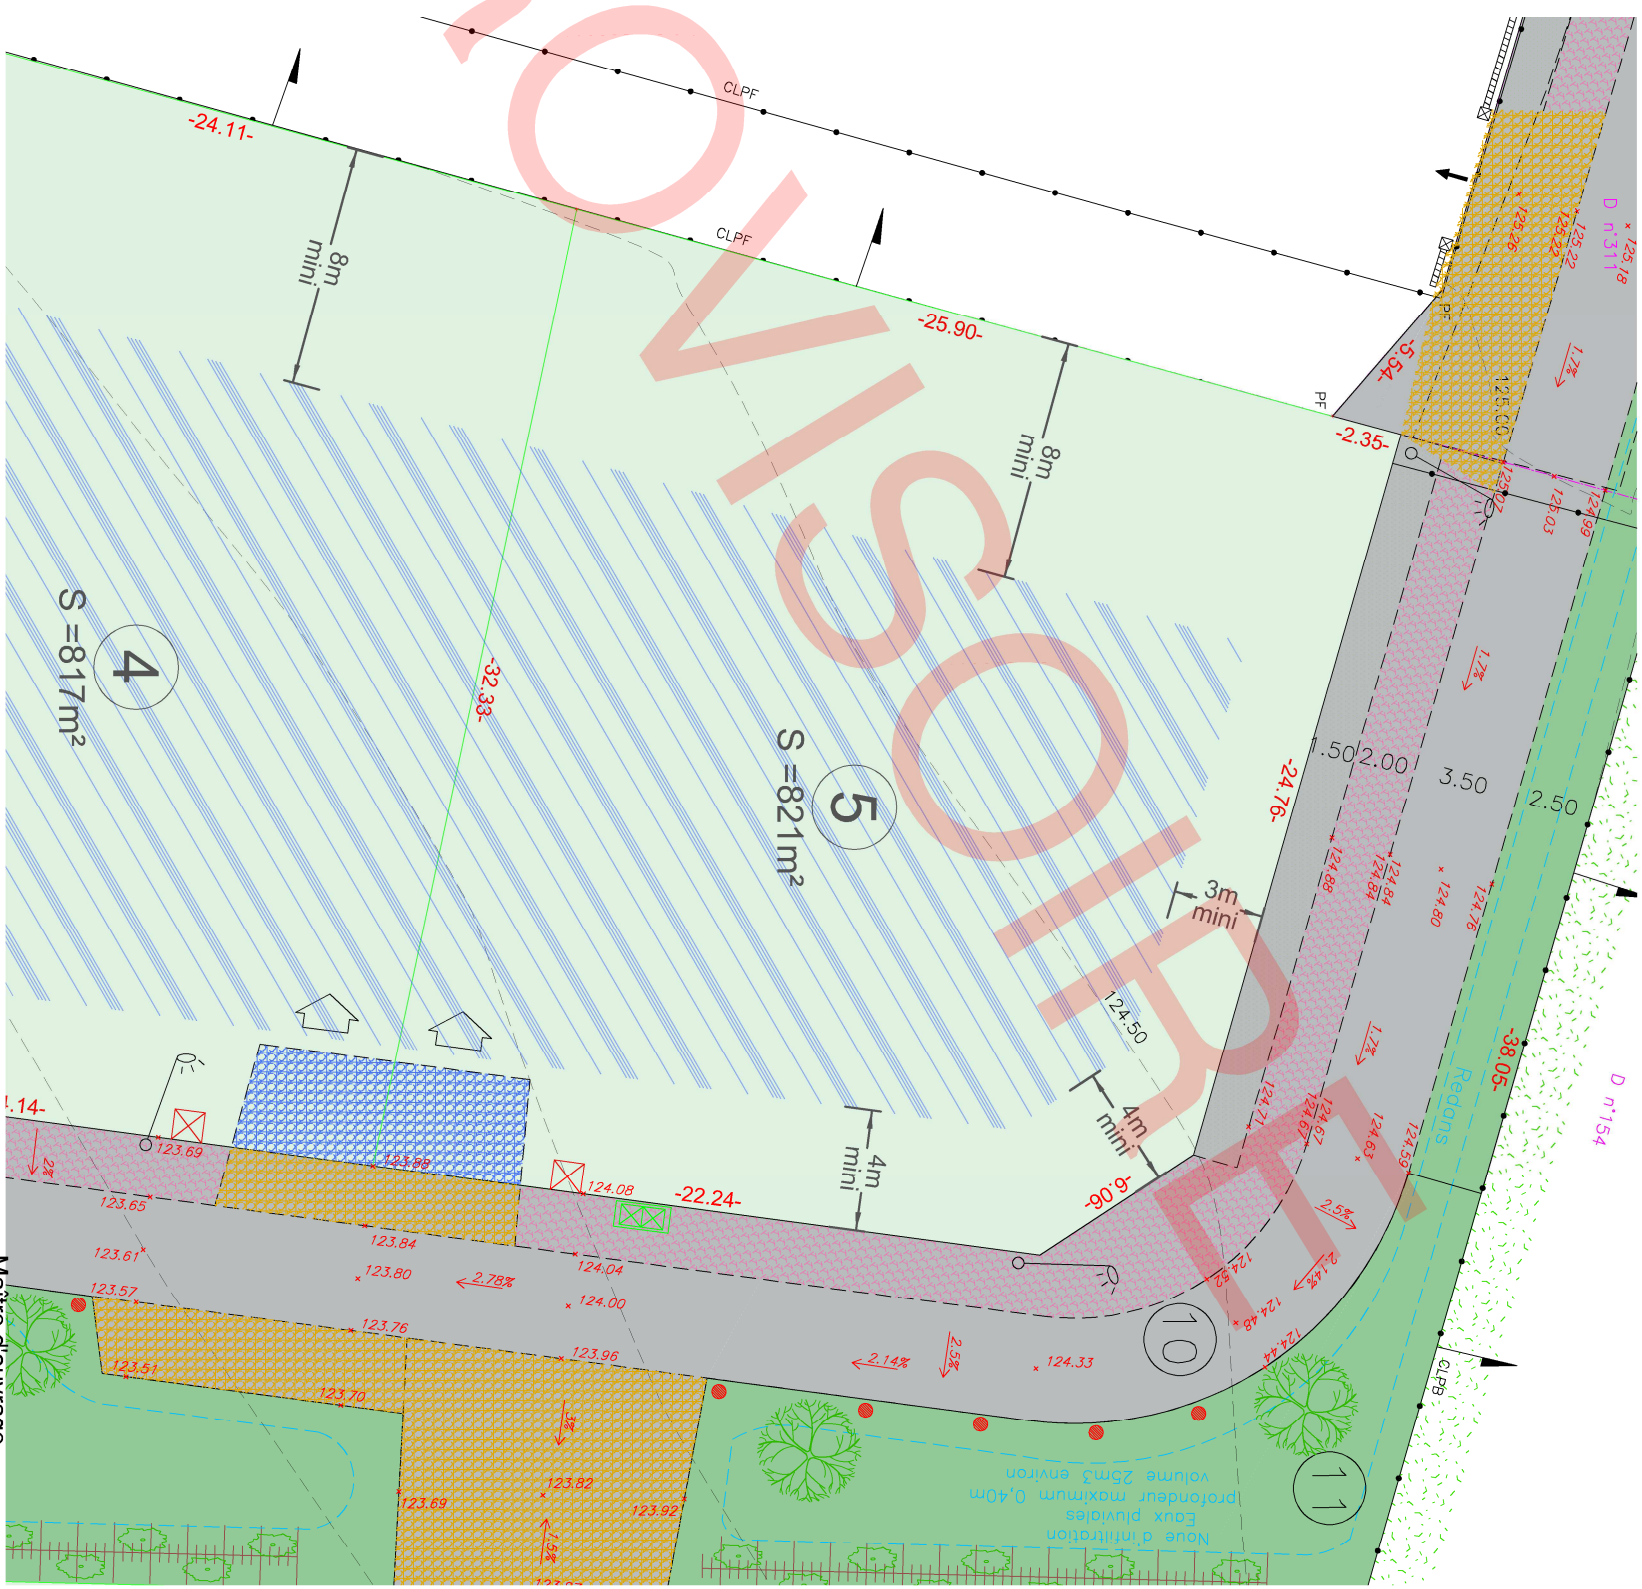 PROVISOIRE
CLPF
-24.11-
CLPF
8m
mini
-25.90-
8m
mini
PF
-5.54-
PF
-2.35-
125.26
125.22
125.22
D n°311
125.18
1.7%
125.00
125.07
125.03
124.99
4
S =817m²
-32.33-
5
S =821m²
-24.76-
1.50
2.00
3.50
2.50
1.7%
124.88
124.84
124.84
124.80
124.76
3m
mini
124.50
1.7%
-38.05-
Redans
D n°154
4m
mini
4m
mini
-6.06-
124.71
124.67
124.67
124.63
124.59
2.5%
2.14%
124.52
124.48
124.44
-22.24-
124.08
123.88
123.69
2%
123.65
123.61
123.57
123.84
123.80
123.76
2.78%
124.04
124.00
123.96
2.14%
2.5%
124.33
10
11
CLPB
123.51
123.70
3%
123.69
123.82
123.92
1.5%
Noue d'infiltration
Eaux pluviales
profondeur maximum 0,40m
volume 25m3 environ